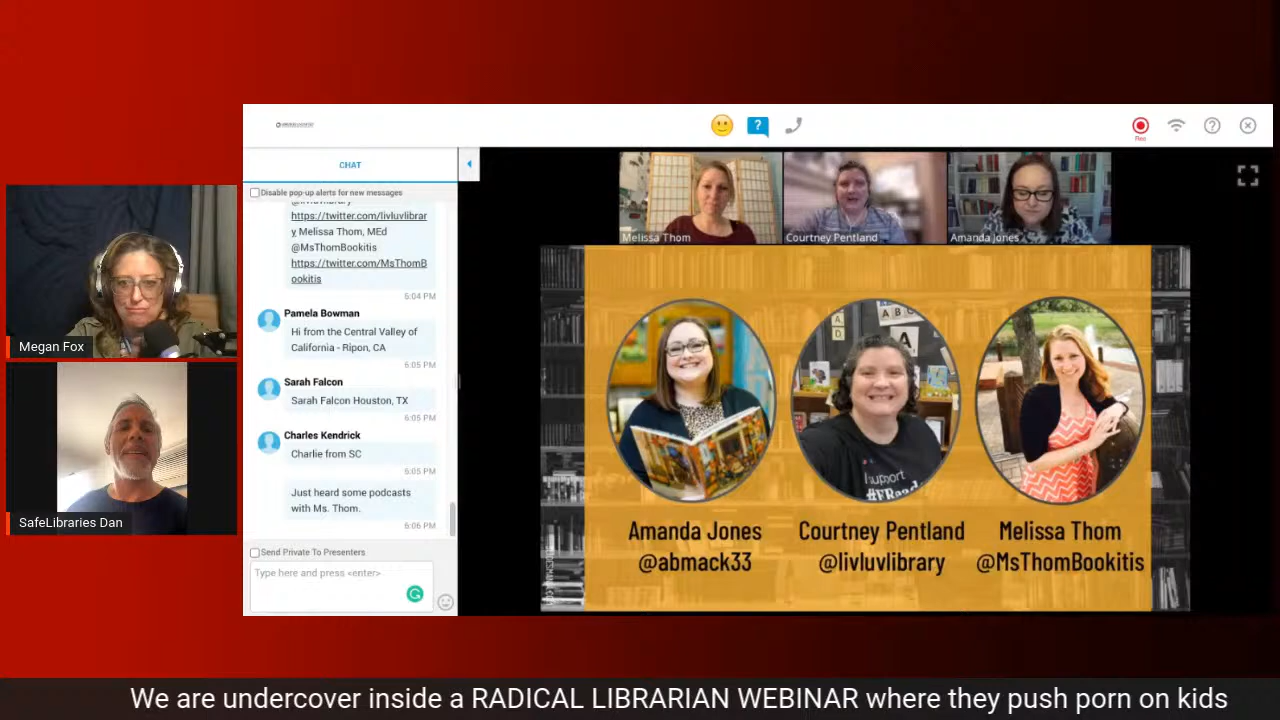 Megan Fox
SafeLibraries Dan
?
Rec
CHAT
Disable pop-up alerts for new messages
https://twitter.com/livluvlibrar
y Melissa Thom, MEd
@MsThomBookitis
https://twitter.com/MsThomB
ookitis
6:04 PM
Pamela Bowman
Hi from the Central Valley of
California - Ripon, CA
6:05 PM
Sarah Falcon
Sarah Falcon Houston, TX
6:05 PM
Charles Kendrick
Charlie from SC
6:05 PM
Just heard some podcasts
with Ms. Thom.
6:06 PM
Send Private To Presenters
Type here and press <enter>
Melissa Thom
Courtney Pentland
Amanda Jones
A B C
A
I support
Amanda Jones
@abmack33
Courtney Pentland
@livluvlibrary
Melissa Thom
@MsThomBookitis
We are undercover inside a RADICAL LIBRARIAN WEBINAR where they push porn on kids